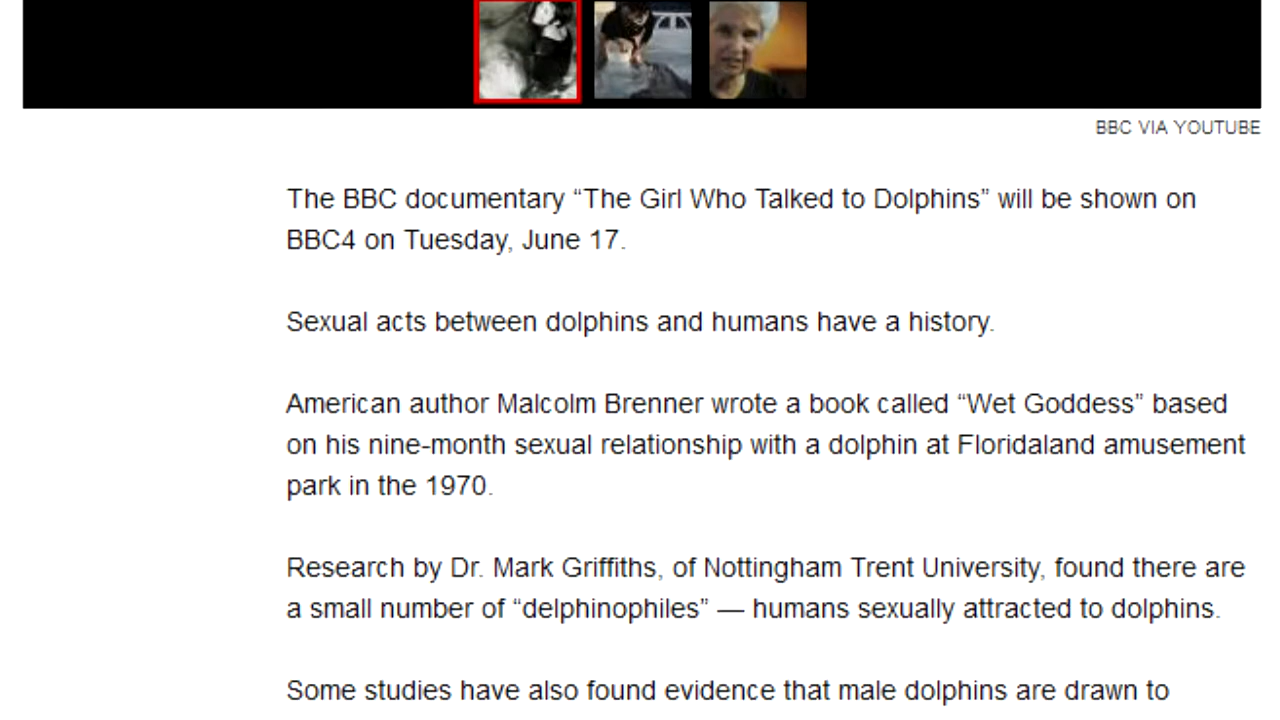 BBC VIA YOUTUBE
The BBC documentary “The Girl Who Talked to Dolphins” will be shown on
BBC4 on Tuesday, June 17.
Sexual acts between dolphins and humans have a history.
American author Malcolm Brenner wrote a book called “Wet Goddess” based
on his nine-month sexual relationship with a dolphin at Floridaland amusement
park in the 1970.
Research by Dr. Mark Griffiths, of Nottingham Trent University, found there are
a small number of “delphinophiles” — humans sexually attracted to dolphins.
Some studies have also found evidence that male dolphins are drawn to